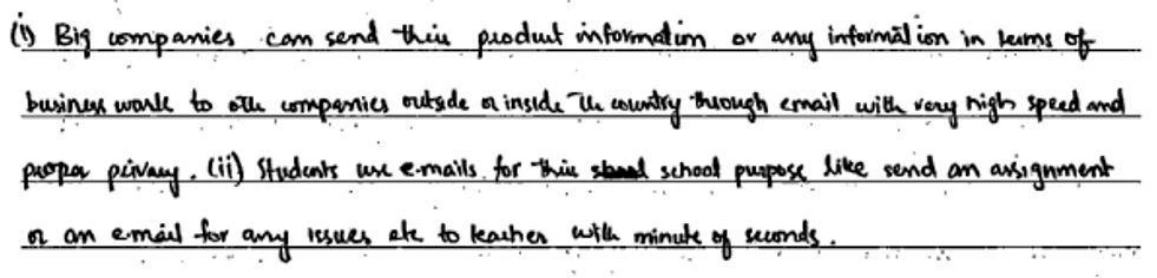 (i) Big companies can send their product information or any information in terms of
business work to othe companies outside or inside the country through email with very high speed and
proper privacy. (ii) Students use e-mails for their school purpose like send an assignment
or an e-mail for any issues etc to teacher with minute of seconds.